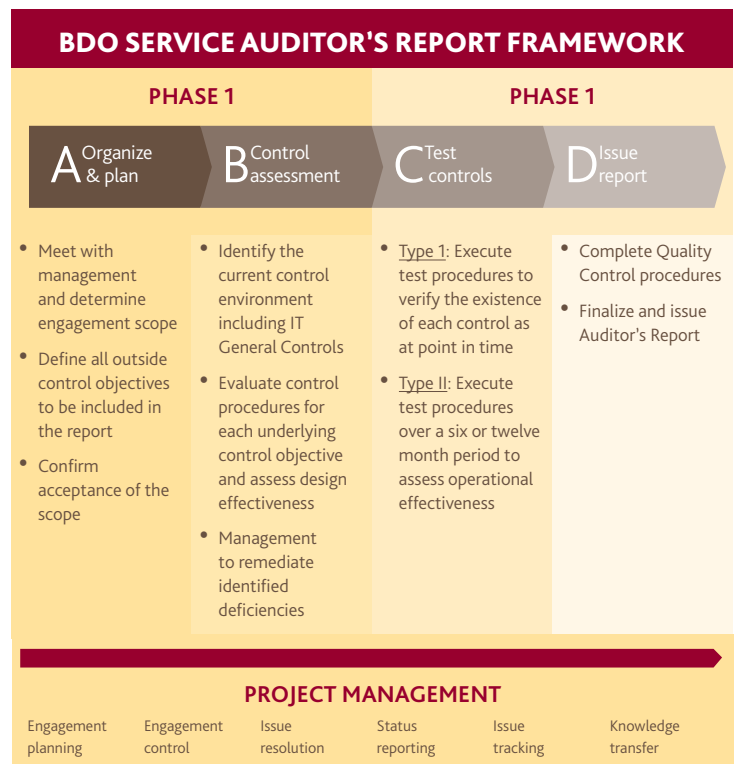 BDO SERVICE AUDITOR'S REPORT FRAMEWORK
PHASE 1
PHASE 1
A Organize
& plan
B Control
assessment
C Test
controls
D Issue
report
• Meet with
management
and determine
engagement scope
• Define all outside
control objectives
to be included in
the report
• Confirm
acceptance of the
scope
• Identify the
current control
environment
including IT
General Controls
• Evaluate control
procedures for
each underlying
control objective
and assess design
effectiveness
• Management
to remediate
identified
deficiencies
• Type 1: Execute
test procedures to
verify the existence
of each control as
at point in time
• Type II: Execute
test procedures
over a six or twelve
month period to
assess operational
effectiveness
• Complete Quality
Control procedures
• Finalize and issue
Auditor's Report
PROJECT MANAGEMENT
Engagement
planning
Engagement
control
Issue
resolution
Status
reporting
Issue
tracking
Knowledge
transfer